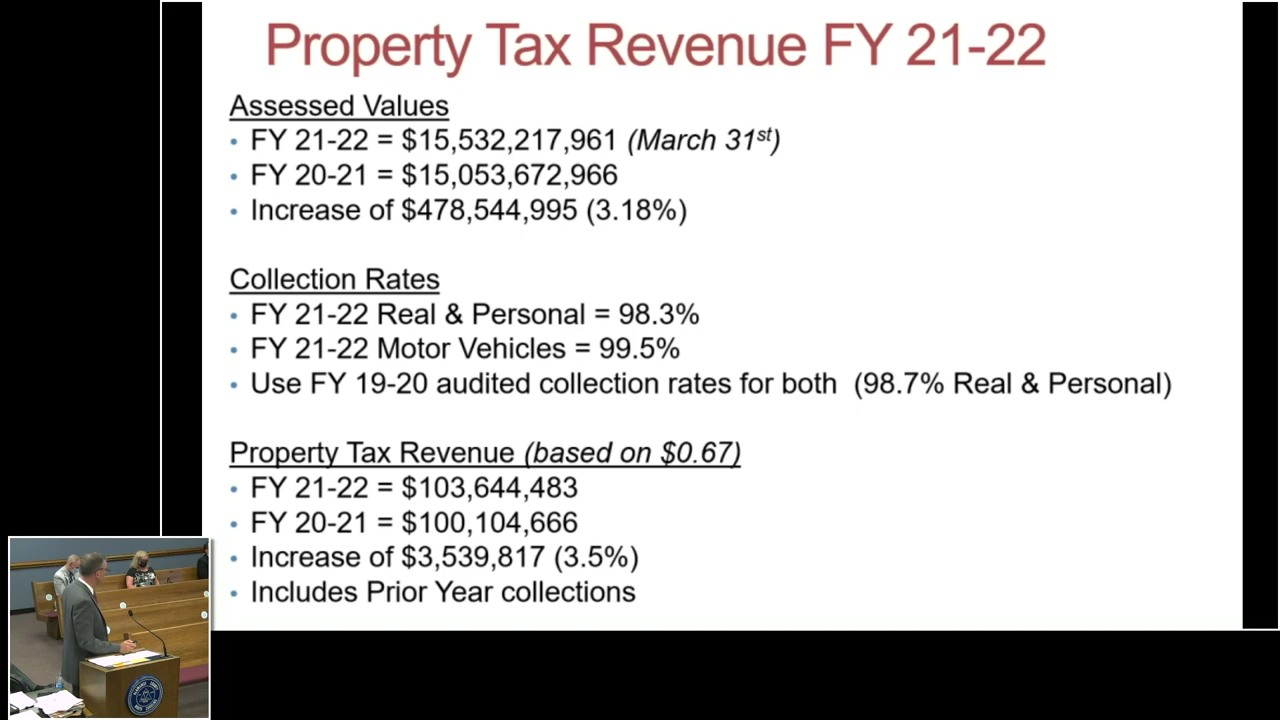 Property Tax Revenue FY 21-22
Assessed Values
• FY 21-22 = $15,532,217,961 (March 31st)
• FY 20-21 = $15,053,672,966
• Increase of $478,544,995 (3.18%)
Collection Rates
• FY 21-22 Real & Personal = 98.3%
• FY 21-22 Motor Vehicles = 99.5%
• Use FY 19-20 audited collection rates for both (98.7% Real & Personal)
Property Tax Revenue (based on $0.67)
• FY 21-22 = $103,644,483
• FY 20-21 = $100,104,666
• Increase of $3,539,817 (3.5%)
• Includes Prior Year collections